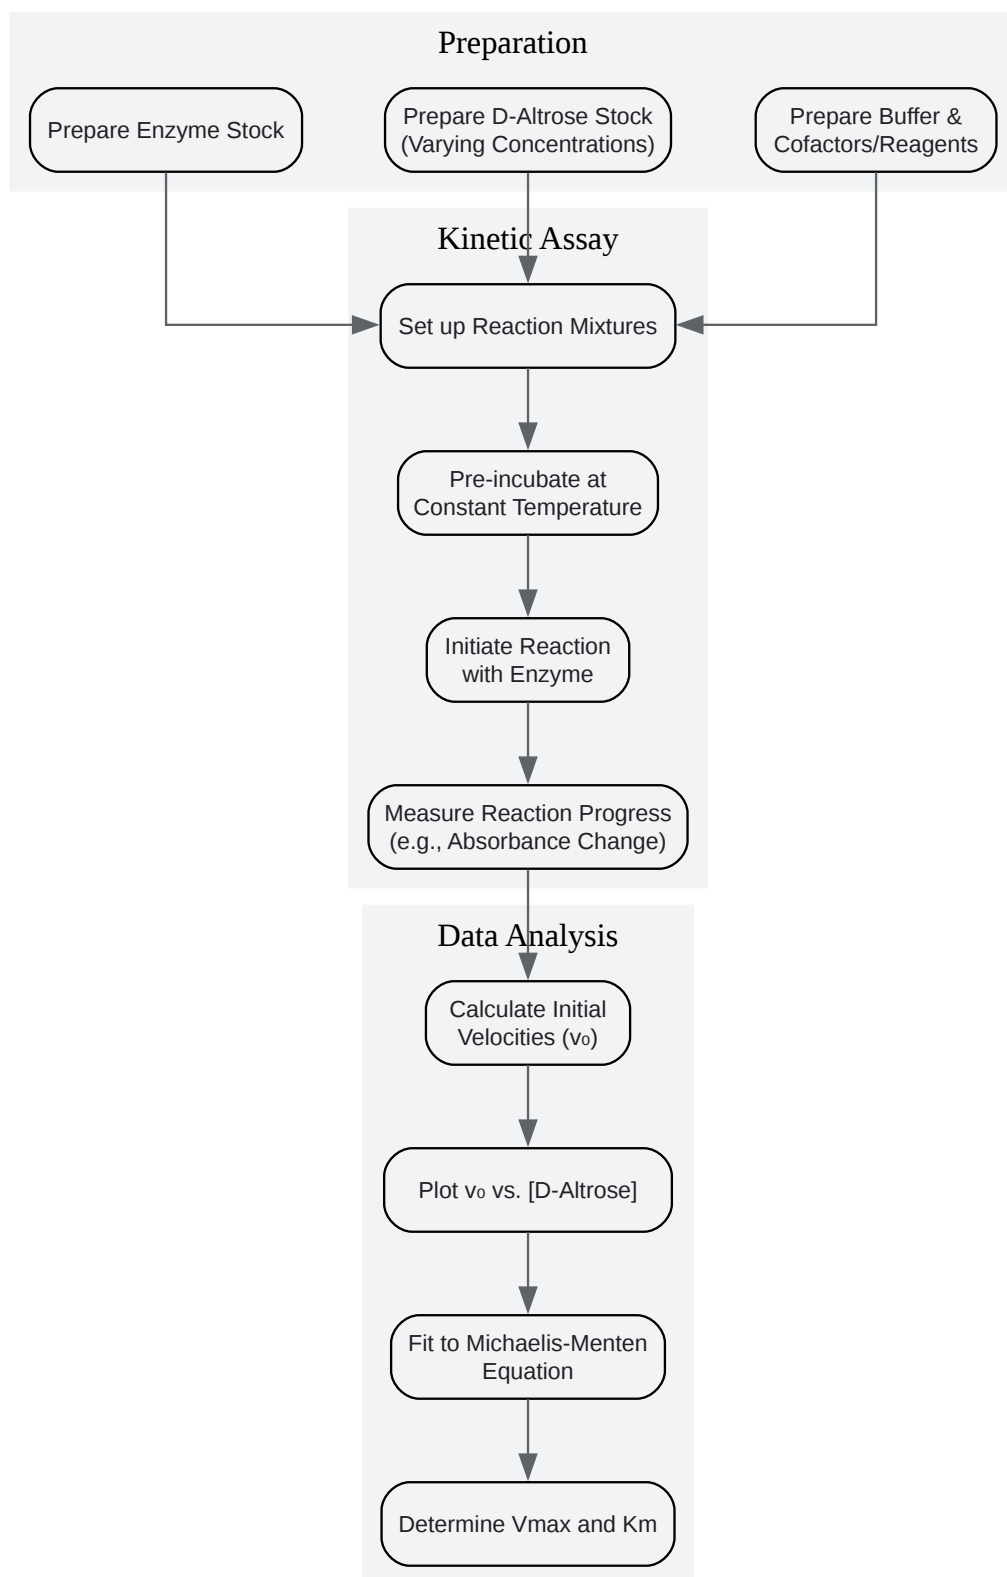 Preparation
Prepare Enzyme Stock
Prepare D-Altrose Stock
(Varying Concentrations)
Prepare Buffer &
Cofactors/Reagents
Kinetic Assay
Set up Reaction Mixtures
Pre-incubate at
Constant Temperature
Initiate Reaction
with Enzyme
Measure Reaction Progress
(e.g., Absorbance Change)
Data Analysis
Calculate Initial
Velocities (v₀)
Plot v₀ vs. [D-Altrose]
Fit to Michaelis-Menten
Equation
Determine Vmax and Km